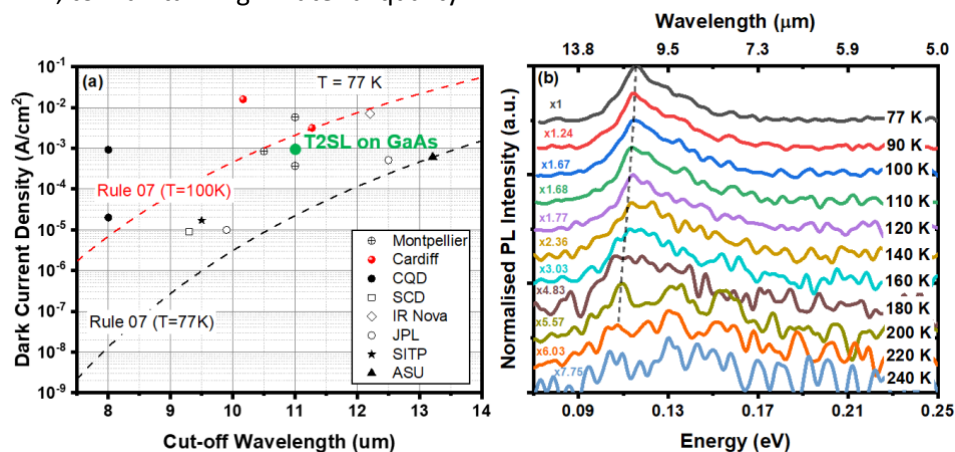 (a)
T = 77 K
T2SL on GaAs
Rule 07 (T=100K)
Rule 07 (T=77K)
Montpellier
Cardiff
CQD
SCD
IR Nova
JPL
SITP
ASU
Dark Current Density (A/cm²)
10⁻¹
10⁻²
10⁻³
10⁻⁴
10⁻⁵
10⁻⁶
10⁻⁷
10⁻⁸
10⁻⁹
8 9 10 11 12 13 14
Cut-off Wavelength (um)
Wavelength (μm)
13.8 9.5 7.3 5.9 5.0
(b)
Normalised PL Intensity (a.u.)
x1 77 K
x1.24 90 K
x1.67 100 K
x1.68 110 K
x1.77 120 K
x2.36 140 K
x3.03 160 K
x4.83 180 K
x5.57 200 K
x6.03 220 K
x7.75 240 K
0.09 0.13 0.17 0.21 0.25
Energy (eV)